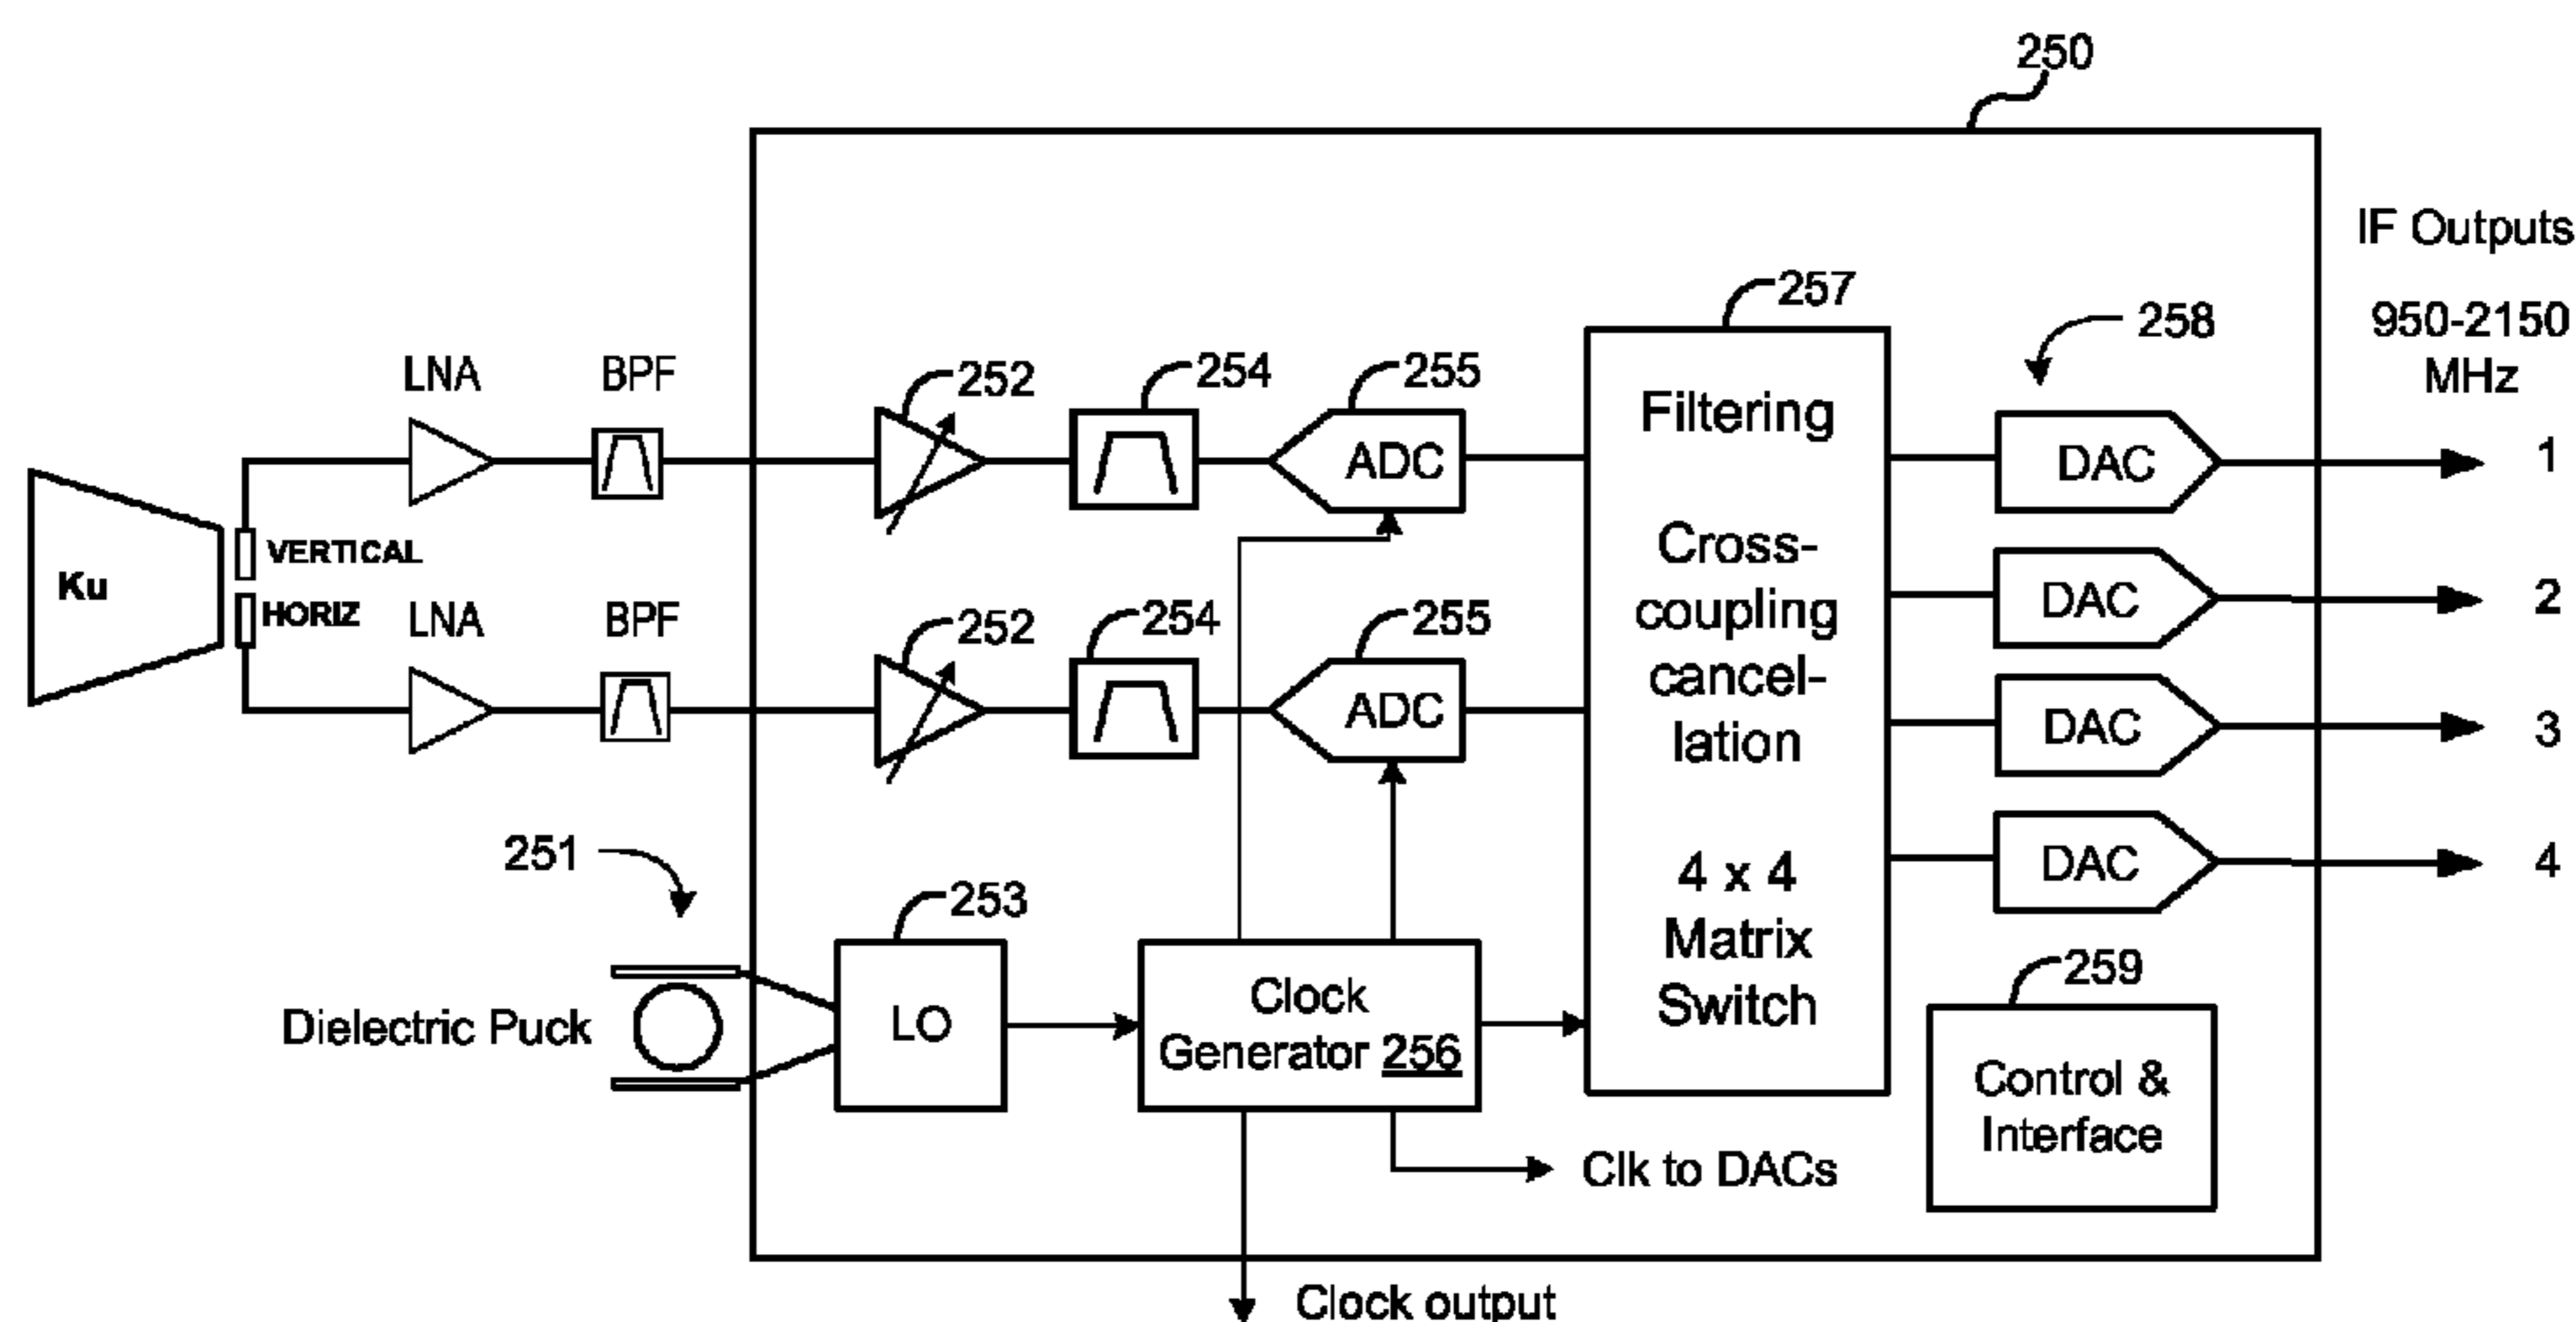 250
IF Outputs
950-2150
MHz
257
258
LNA
BPF
252
254
255
Filtering
Cross-
coupling
cancel-
lation
4 x 4
Matrix
Switch
ADC
DAC
1
VERTICAL
Ku
HORIZ
LNA
BPF
252
254
255
ADC
DAC
2
DAC
3
DAC
4
251
253
Dielectric Puck
LO
Clock
Generator 256
259
Control &
Interface
Clk to DACs
Clock output